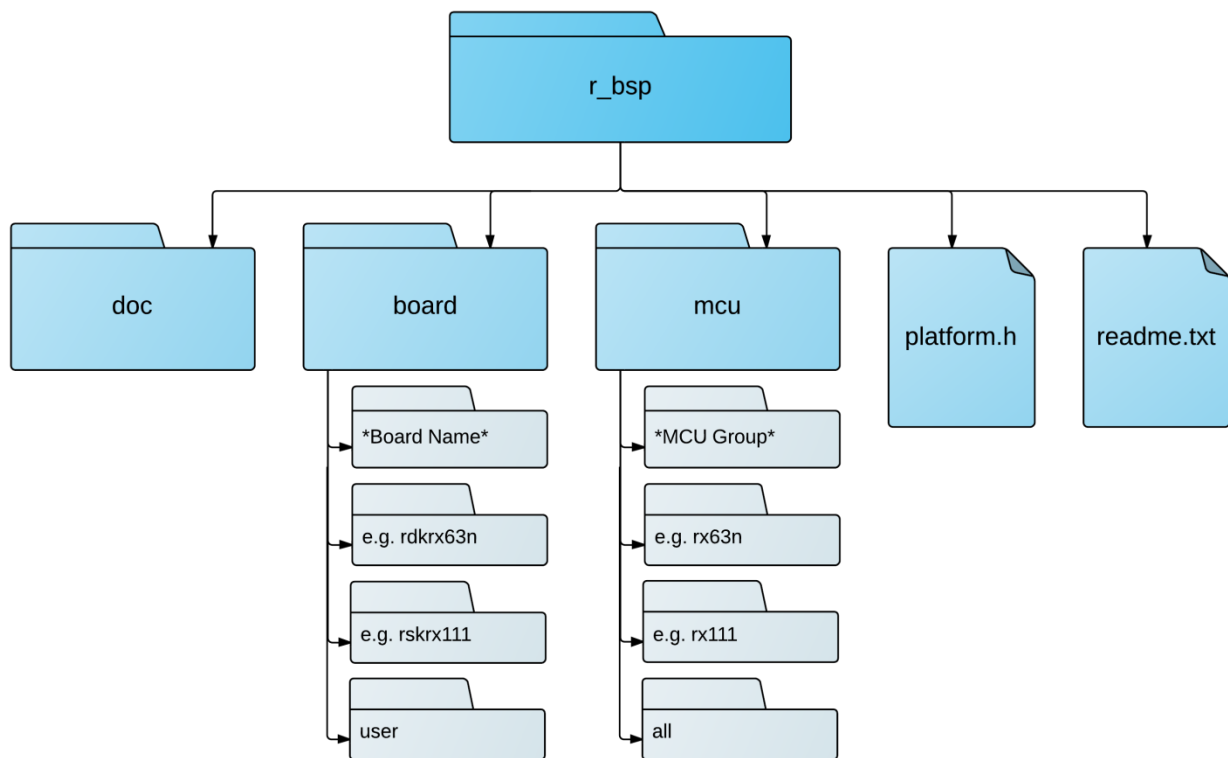 r_bsp
doc
board
mcu
platform.h
readme.txt
*Board Name*
*MCU Group*
e.g. rdkrx63n
e.g. rx63n
e.g. rskrx111
e.g. rx111
user
all